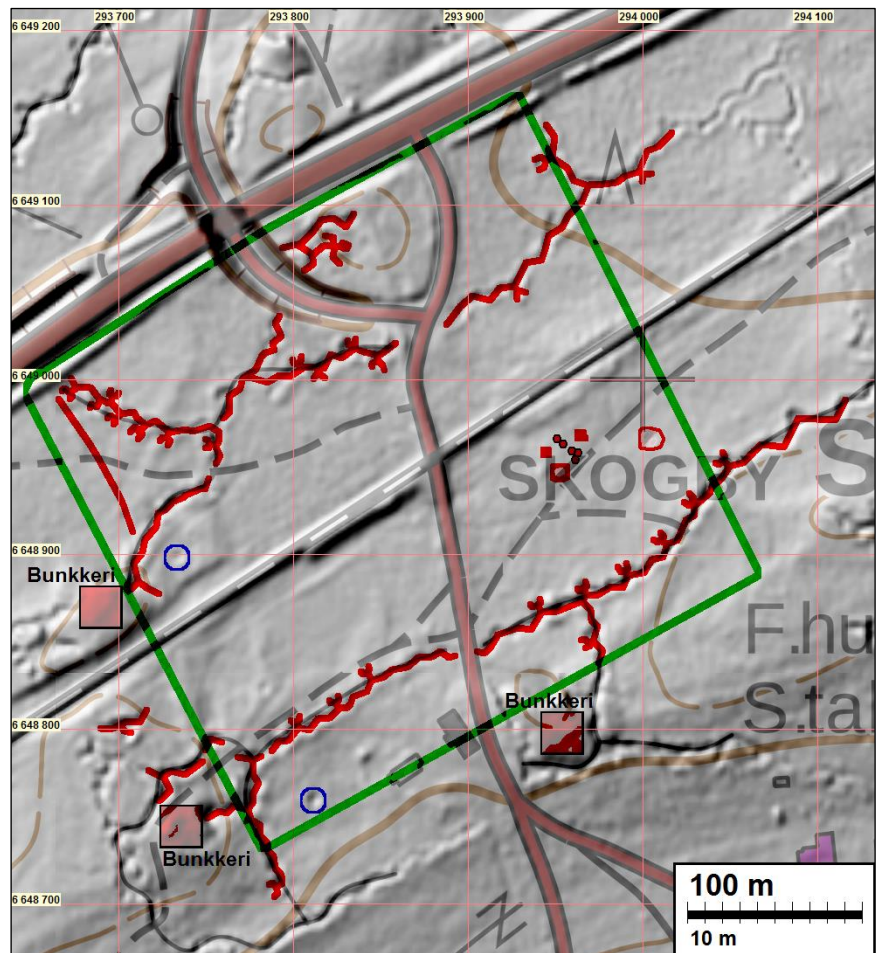 293 700
293 800
293 900
294 000
294 100
6 649 200
6 649 100
6 649 000
SKOGBY
6 648 900
Bunkkeri
F.hu
Bunkkeri
S.tal
6 648 800
Bunkkeri
6 648 700
100 m
10 m